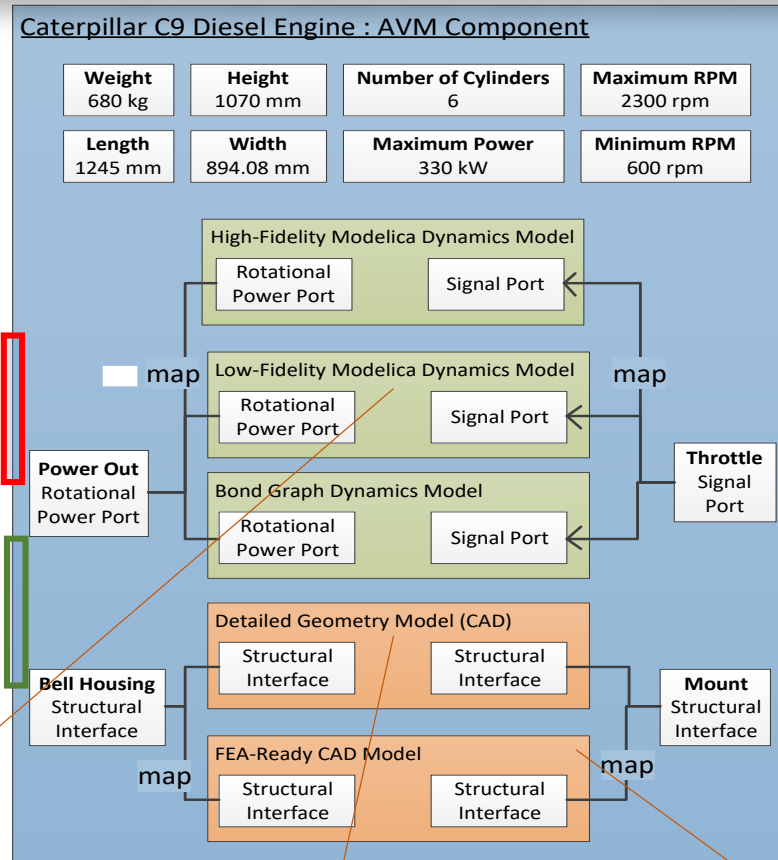 Caterpillar C9 Diesel Engine : AVM Component
Weight
680 kg
Height
1070 mm
Number of Cylinders
6
Maximum RPM
2300 rpm
Length
1245 mm
Width
894.08 mm
Maximum Power
330 kW
Minimum RPM
600 rpm
High-Fidelity Modelica Dynamics Model
Rotational
Power Port
Signal Port
map
map
Low-Fidelity Modelica Dynamics Model
Rotational
Power Port
Signal Port
Power Out
Rotational
Power Port
Throttle
Signal
Port
Bond Graph Dynamics Model
Rotational
Power Port
Signal Port
Detailed Geometry Model (CAD)
Structural
Interface
Structural
Interface
Bell Housing
Structural
Interface
Mount
Structural
Interface
FEA-Ready CAD Model
map
map
Structural
Interface
Structural
Interface